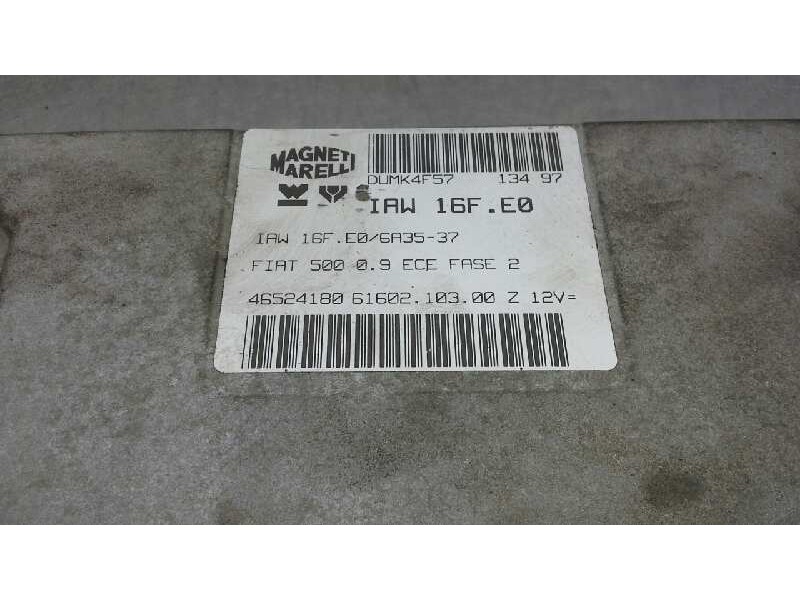 MAGNETI
MARELLI
DUMK4F57 134 97
IAW 16F.E0
IAW 16F.E0/6A35-37
FIAT 500 0.9 ECE FASE 2
46524180 61602.103.00 Z 12V=